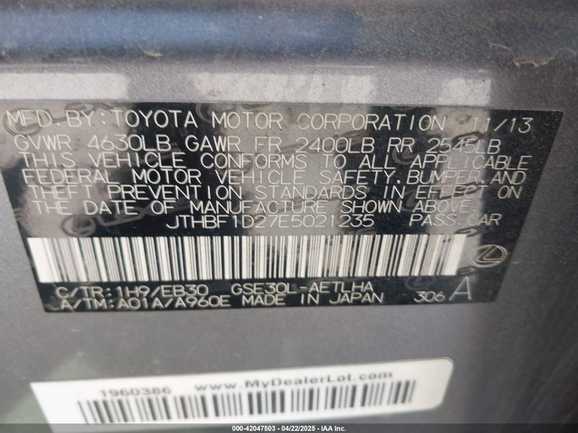 MFD.BY:TOYOTA MOTOR CORPORATION 11/13
GVWR 4630LB GAWR FR 2400LB RR 2545LB
THIS VEHICLE CONFORMS TO ALL APPLICABLE
FEDERAL MOTOR VEHICLE SAFETY, BUMPER, AND
THEFT PREVENTION STANDARDS IN EFFECT ON
THE DATE OF MANUFACTURE SHOWN ABOVE.
JTHBF1D27E5021235 PASS.CAR
C/TR:1H9/EB30 GSE30L-AETLHA
A/TM:A01A/A960E MADE IN JAPAN 306 A
1960386 www.MyDealerLot.com
000-42047503 - 04/22/2025 - IAA Inc.